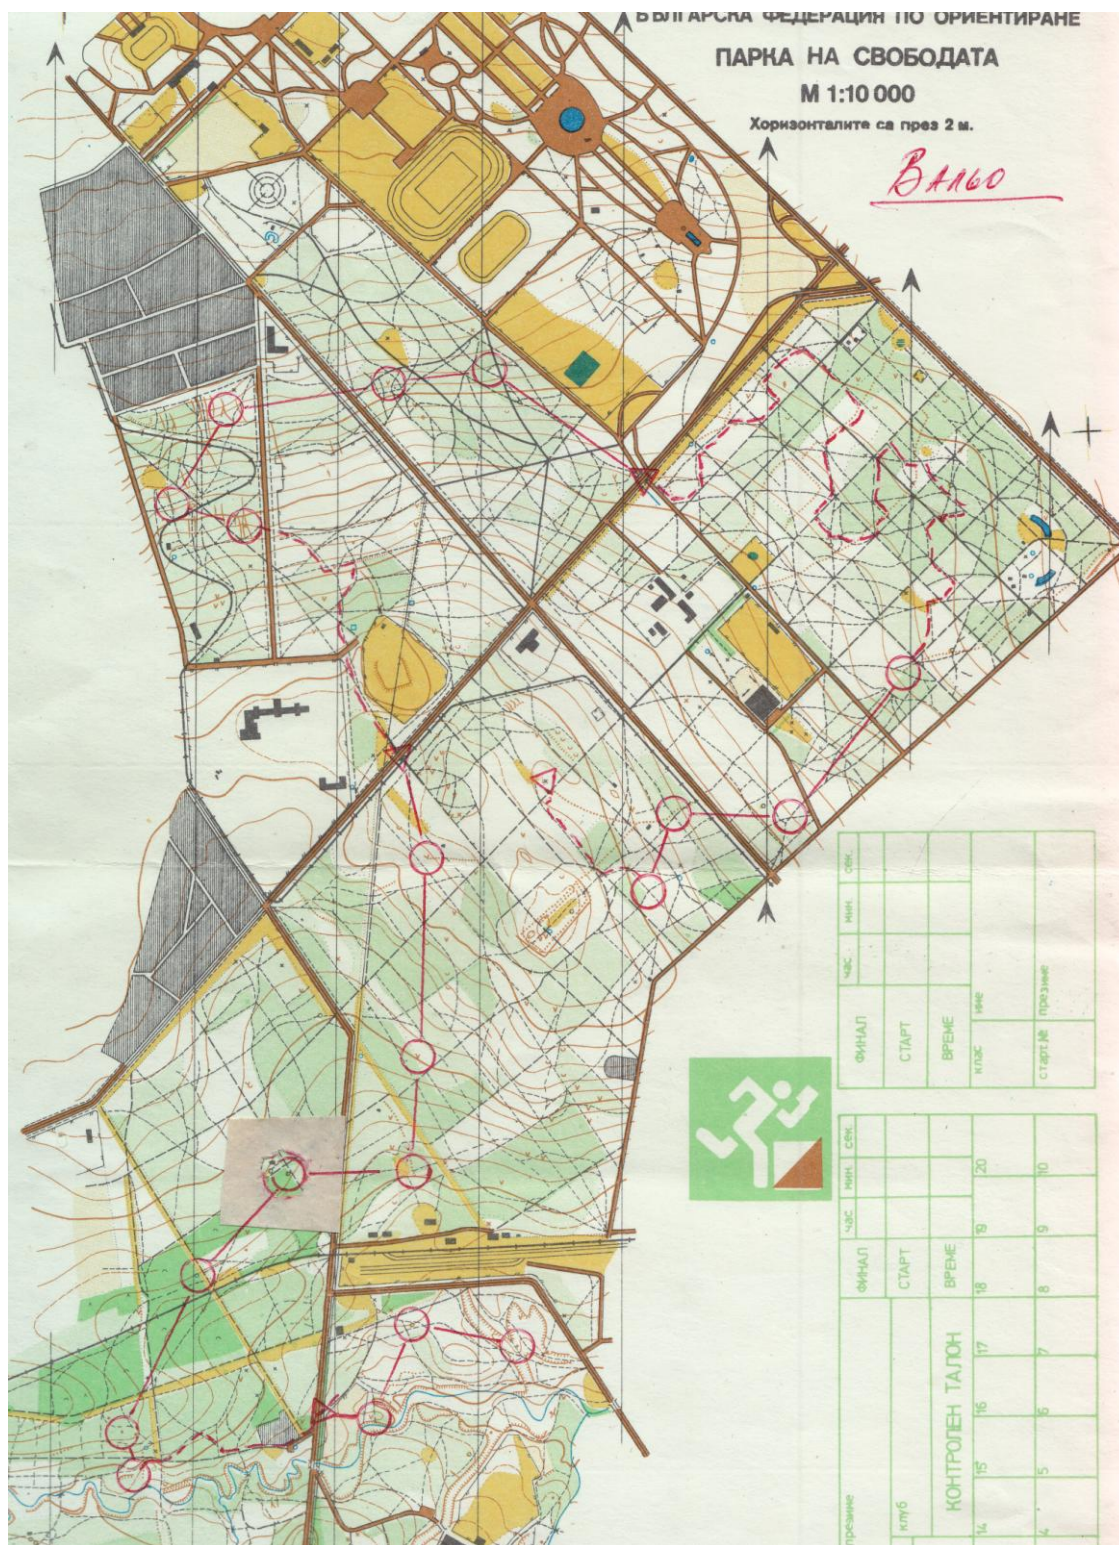 БЪЛГАРСКА ФЕДЕРАЦИЯ ПО ОРИЕНТИРАНЕ
ПАРКА НА СВОБОДАТА
М 1:10 000
Хоризонталите са през 2 м.
Вальо
час. мин. сек.
ФИНАЛ
СТАРТ
ВРЕМЕ
клас име
старт.№ презиме
час. мин. сек.
ФИНАЛ
СТАРТ
ВРЕМЕ
презиме
клуб
КОНТРОЛЕН ТАЛОН
14 15 16 17 18 19 20
4 5 6 7 8 9 10